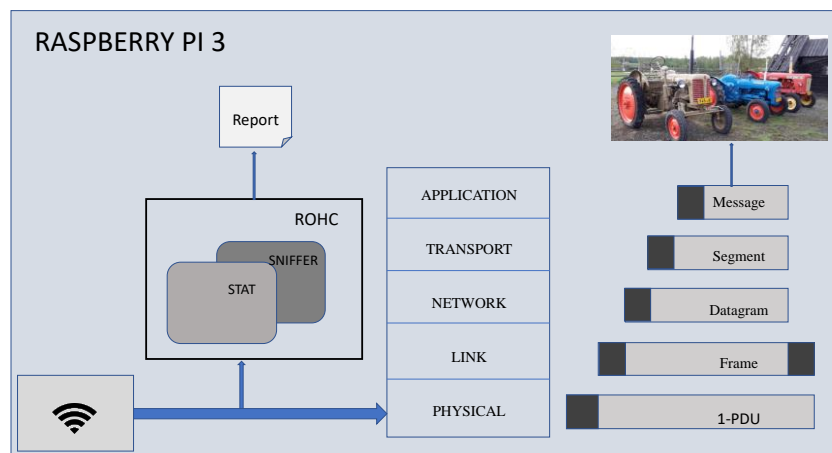 RASPBERRY PI 3
Report
ROHC
SNIFFER
STAT
APPLICATION
TRANSPORT
NETWORK
LINK
PHYSICAL
Message
Segment
Datagram
Frame
1-PDU